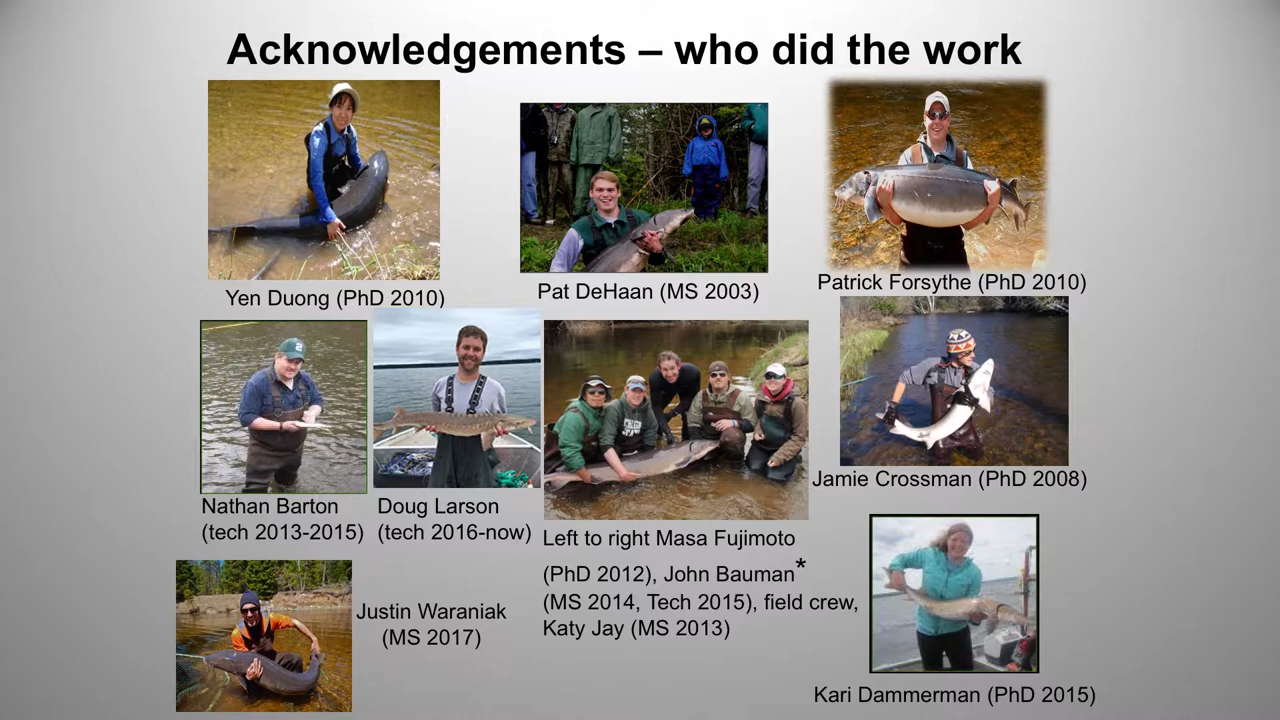 Acknowledgements – who did the work
Yen Duong (PhD 2010)
Pat DeHaan (MS 2003)
Patrick Forsythe (PhD 2010)
Nathan Barton
(tech 2013-2015)
Doug Larson
(tech 2016-now)
Left to right Masa Fujimoto
(PhD 2012), John Bauman*
(MS 2014, Tech 2015), field crew,
Katy Jay (MS 2013)
Jamie Crossman (PhD 2008)
Justin Waraniak
(MS 2017)
Kari Dammerman (PhD 2015)